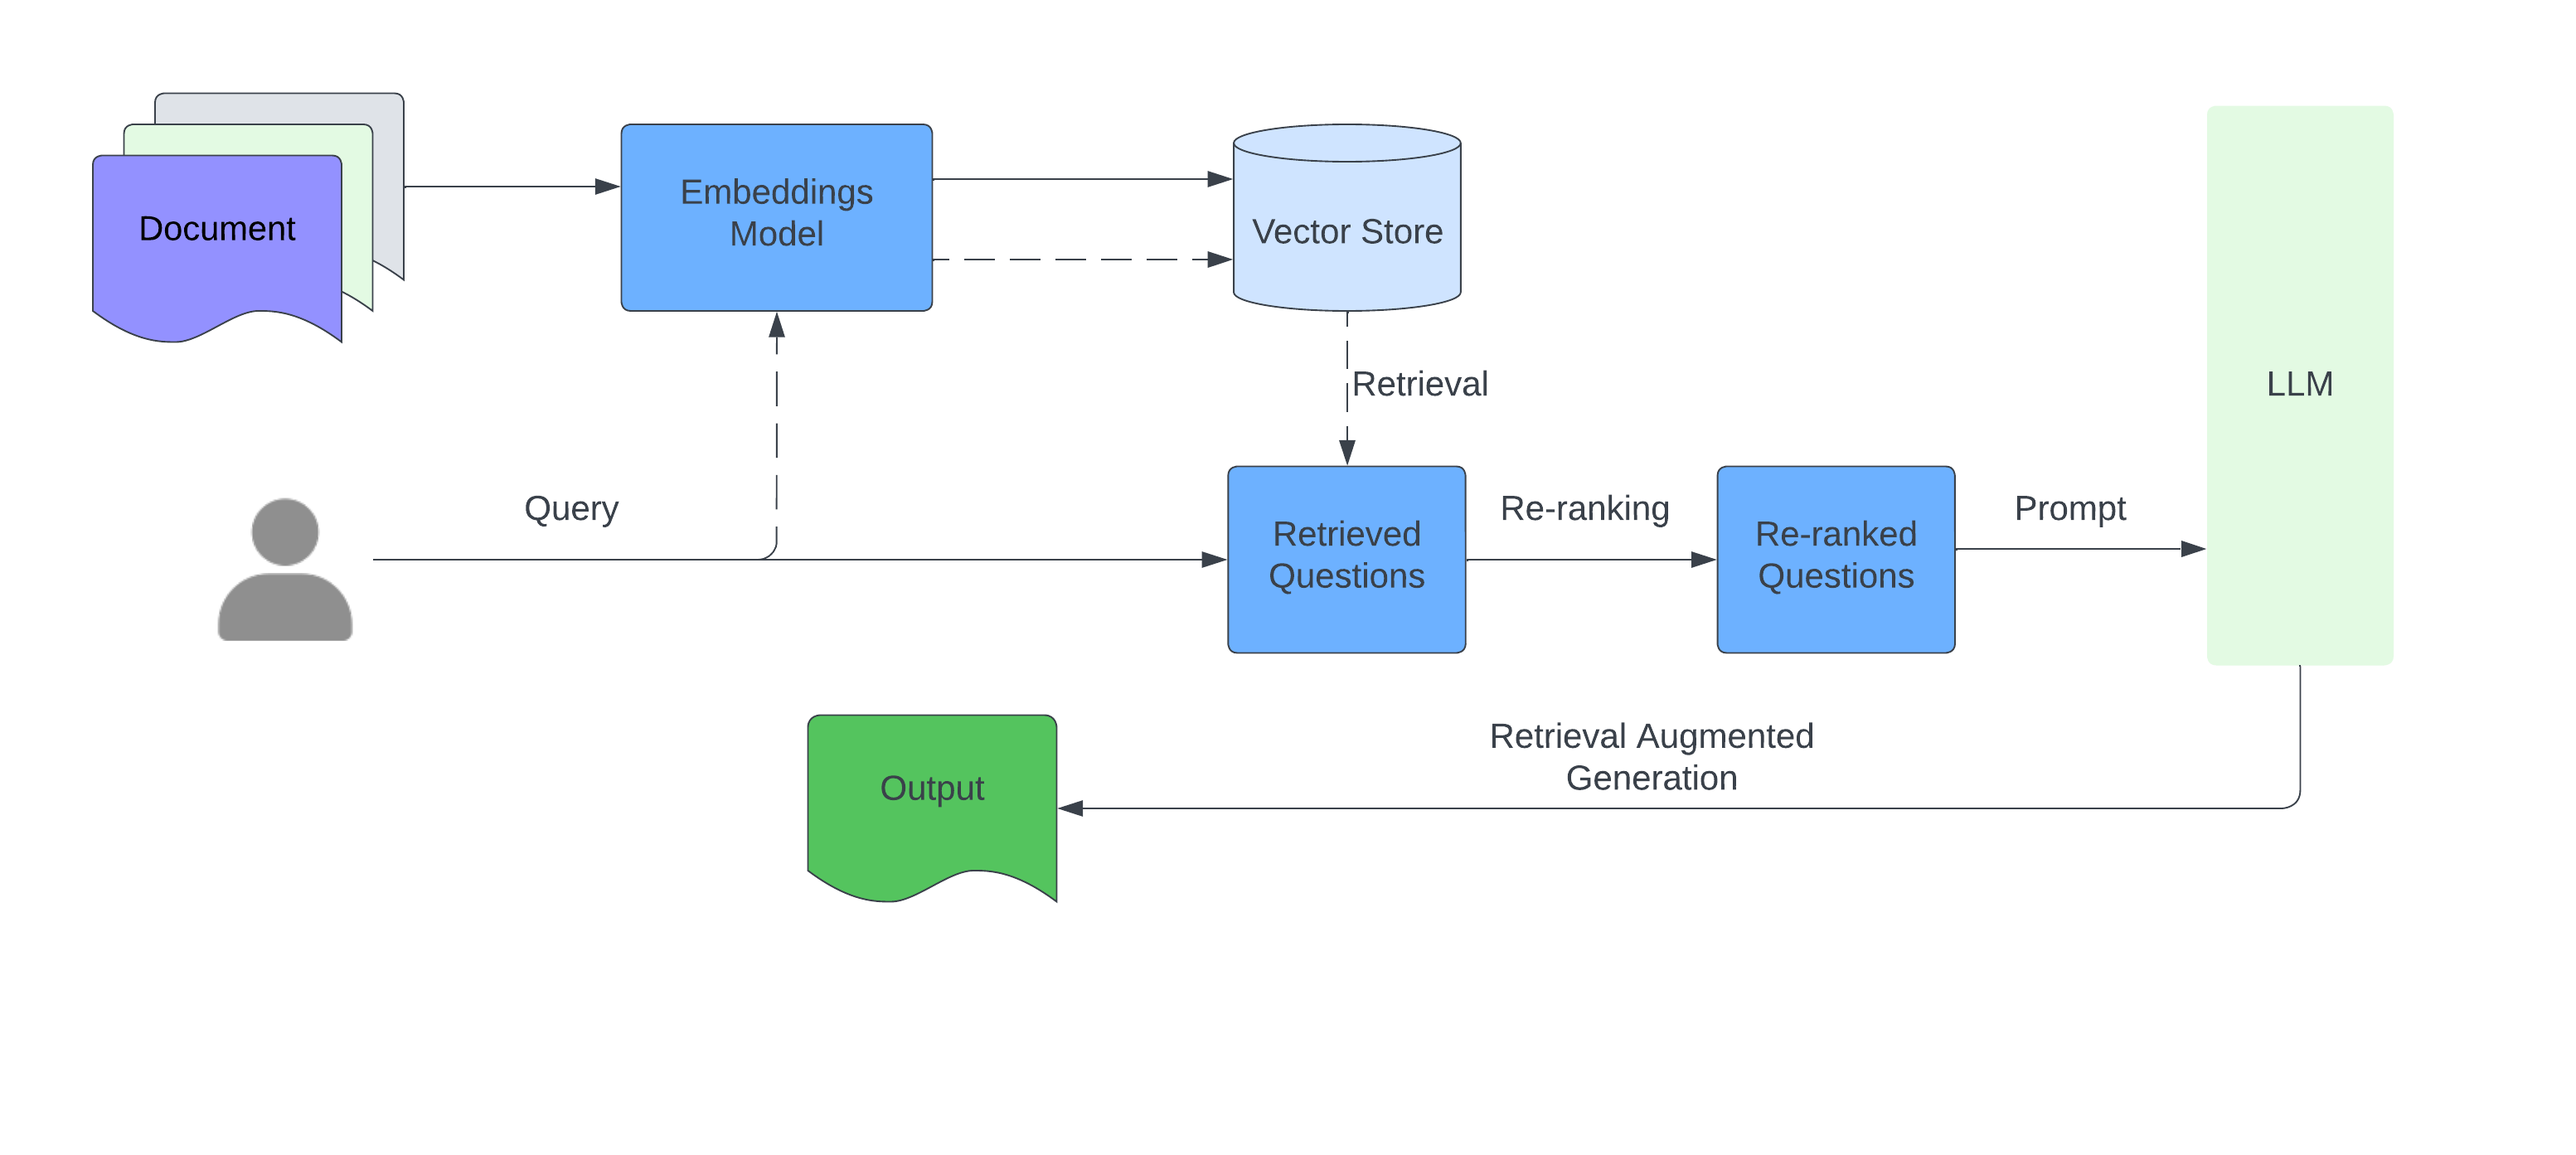 Document
Embeddings
Model
Vector Store
Retrieval
LLM
Query
Retrieved
Questions
Re-ranking
Re-ranked
Questions
Prompt
Output
Retrieval Augmented
Generation